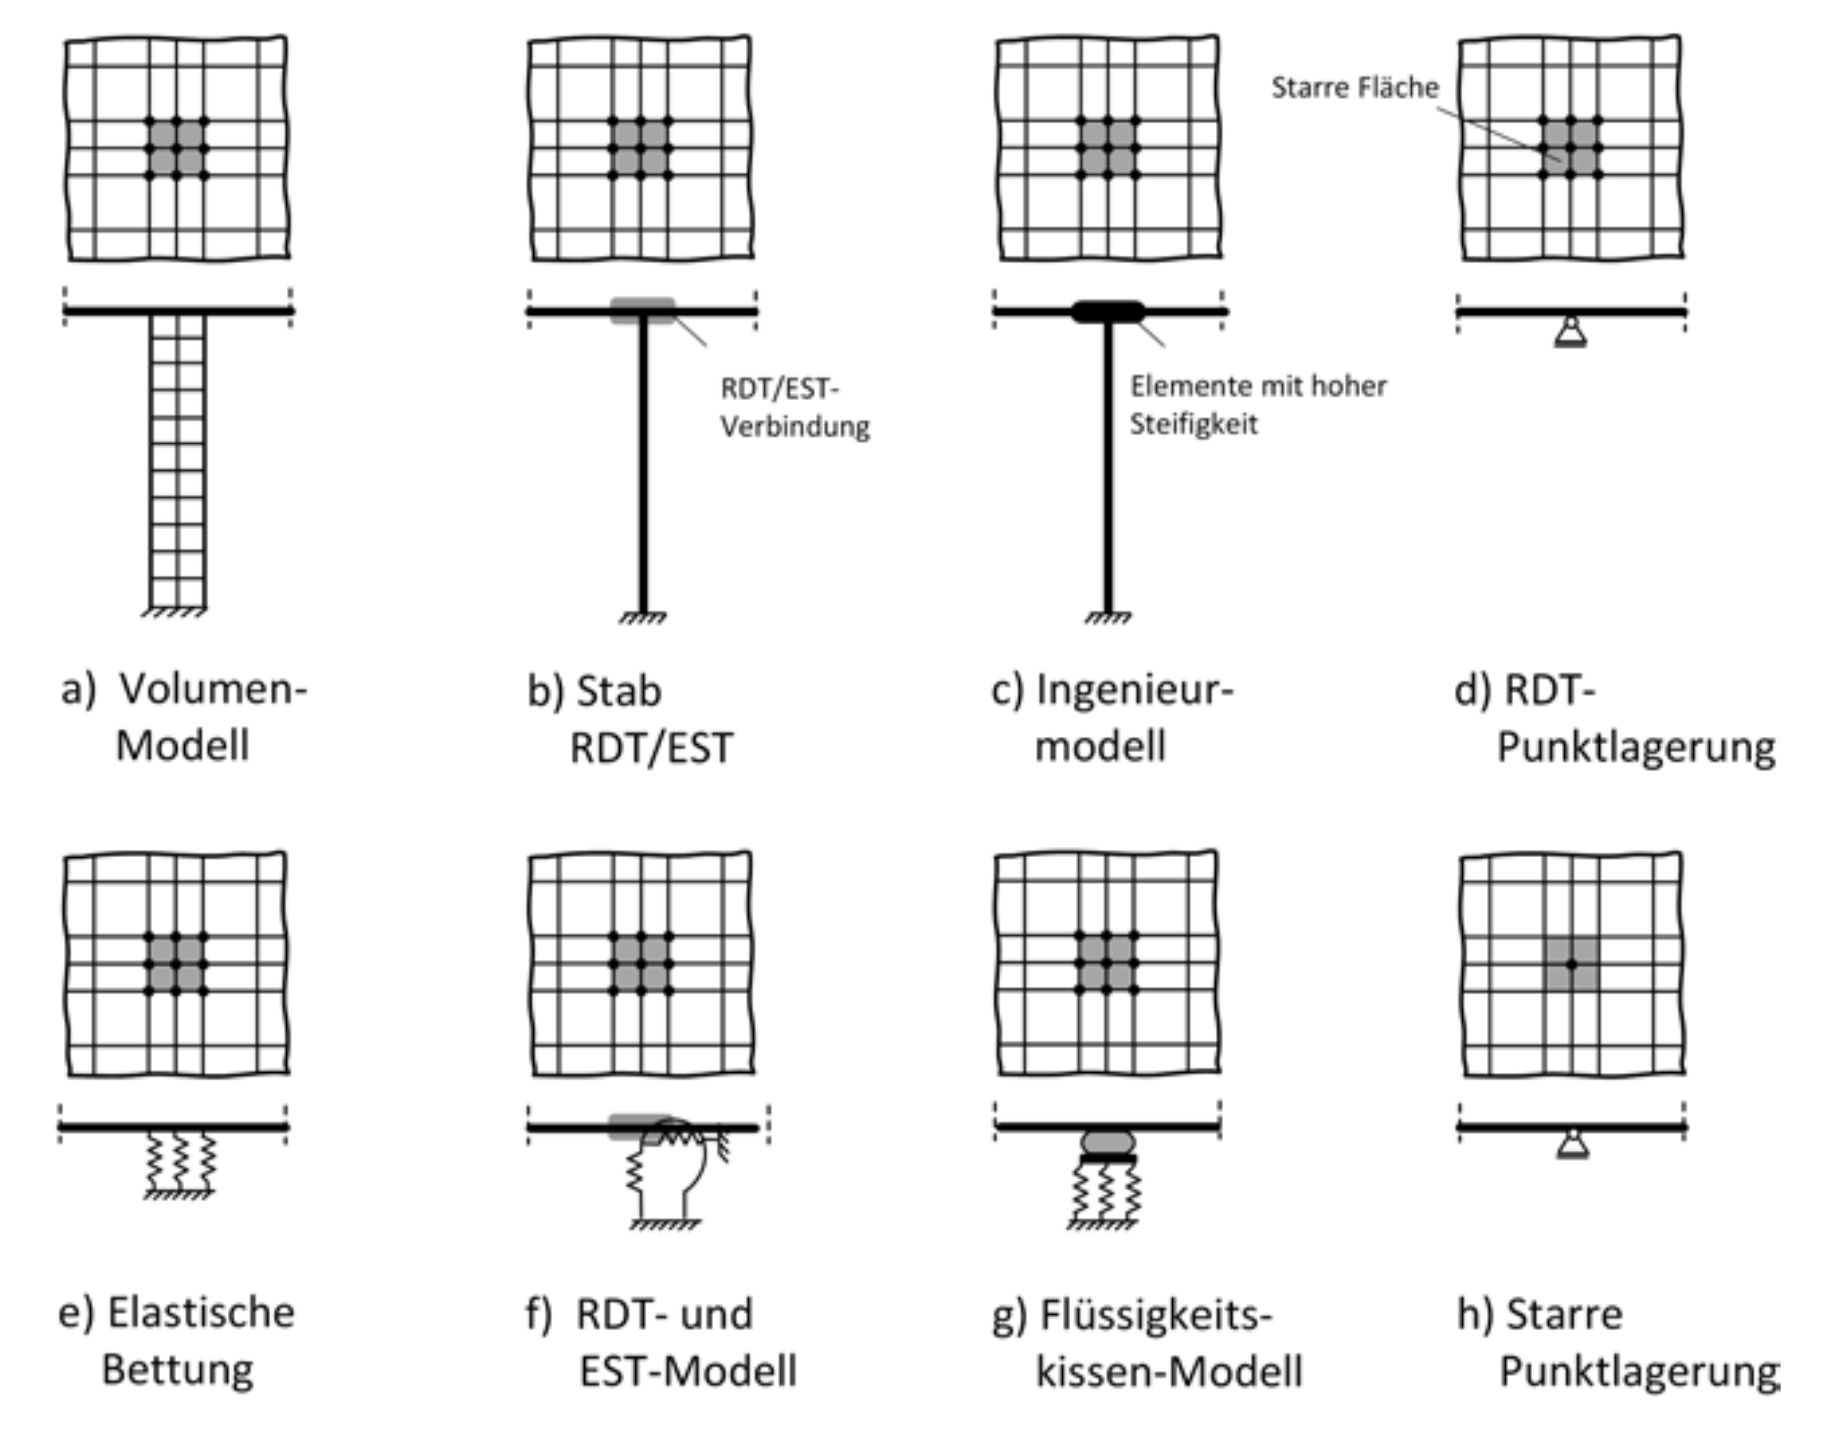 Starre Fläche
RDT/EST-
Verbindung
Elemente mit hoher
Steifigkeit
a) Volumen-
Modell
b) Stab
RDT/EST
c) Ingenieur-
modell
d) RDT-
Punktlagerung
e) Elastische
Bettung
f) RDT- und
EST-Modell
g) Flüssigkeits-
kissen-Modell
h) Starre
Punktlagerung